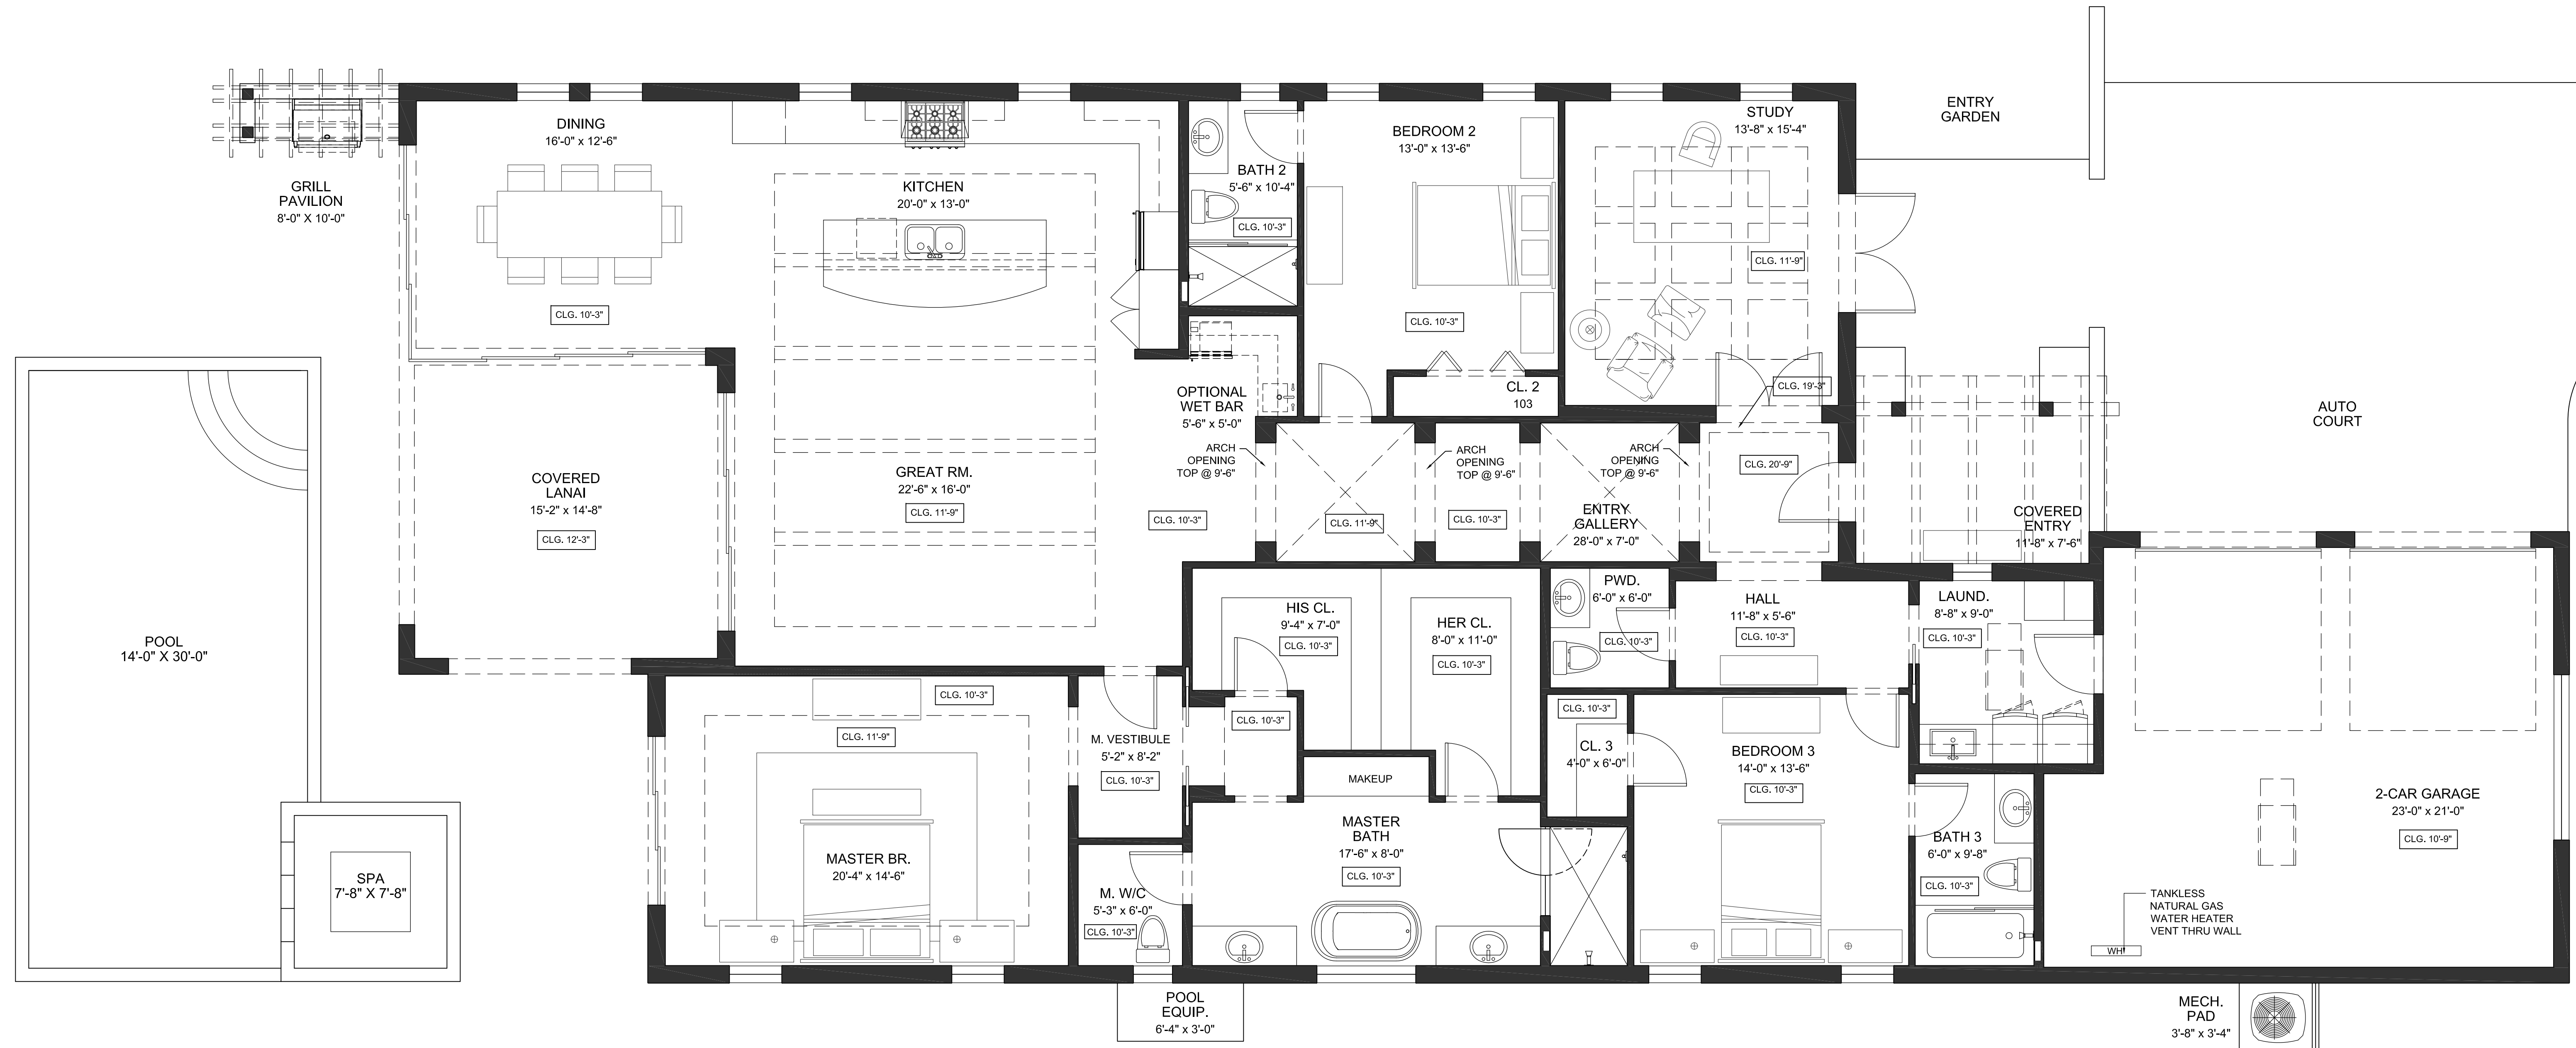 DINING
16'-0" x 12'-6"
CLG. 10'-3"
GRILL
PAVILION
8'-0" X 10'-0"
KITCHEN
20'-0" x 13'-0"
BATH 2
5'-6" x 10'-4"
CLG. 10'-3"
BEDROOM 2
13'-0" x 13'-6"
CLG. 10'-3"
CL. 2
103
STUDY
13'-8" x 15'-4"
CLG. 11'-9"
CLG. 19'-3"
ENTRY
GARDEN
AUTO
COURT
OPTIONAL
WET BAR
5'-6" x 5'-0"
ARCH
OPENING
TOP @ 9'-6"
ARCH
OPENING
TOP @ 9'-6"
ARCH
OPENING
TOP @ 9'-6"
CLG. 20'-9"
COVERED
LANAI
15'-2" x 14'-8"
CLG. 12'-3"
GREAT RM.
22'-6" x 16'-0"
CLG. 11'-9"
CLG. 10'-3"
CLG. 11'-9"
CLG. 10'-3"
ENTRY
GALLERY
28'-0" x 7'-0"
COVERED
ENTRY
11'-8" x 7'-6"
POOL
14'-0" X 30'-0"
HIS CL.
9'-4" x 7'-0"
CLG. 10'-3"
HER CL.
8'-0" x 11'-0"
CLG. 10'-3"
PWD.
6'-0" x 6'-0"
CLG. 10'-3"
HALL
11'-8" x 5'-6"
CLG. 10'-3"
LAUND.
8'-8" x 9'-0"
CLG. 10'-3"
CLG. 10'-3"
CLG. 11'-9"
M. VESTIBULE
5'-2" x 8'-2"
CLG. 10'-3"
CLG. 10'-3"
MAKEUP
CLG. 10'-3"
CL. 3
4'-0" x 6'-0"
BEDROOM 3
14'-0" x 13'-6"
CLG. 10'-3"
2-CAR GARAGE
23'-0" x 21'-0"
CLG. 10'-9"
MASTER BR.
20'-4" x 14'-6"
MASTER
BATH
17'-6" x 8'-0"
CLG. 10'-3"
BATH 3
6'-0" x 9'-8"
CLG. 10'-3"
SPA
7'-8" X 7'-8"
M. W/C
5'-3" x 6'-0"
CLG. 10'-3"
TANKLESS
NATURAL GAS
WATER HEATER
VENT THRU WALL
WH
POOL
EQUIP.
6'-4" x 3'-0"
MECH.
PAD
3'-8" x 3'-4"